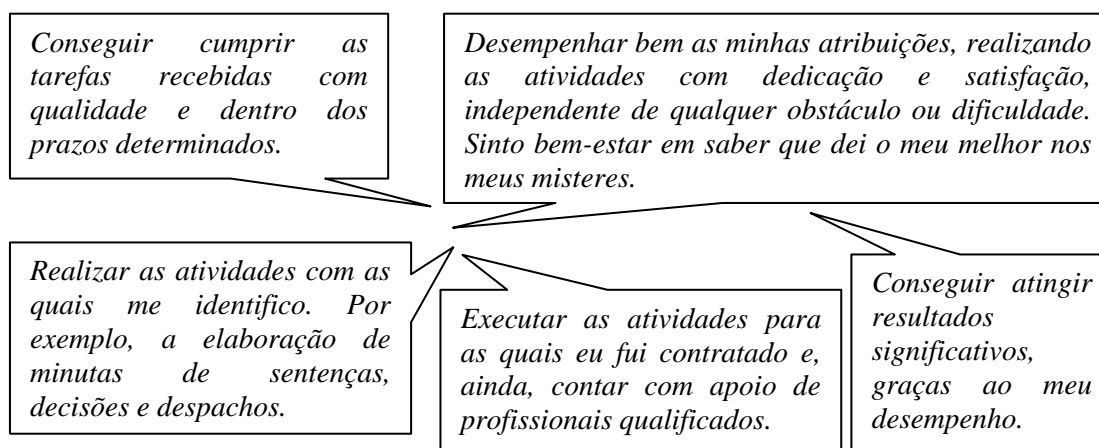 Conseguir cumprir as
tarefas recebidas com
qualidade e dentro dos
prazos determinados.
Desempenhar bem as minhas atribuições, realizando
as atividades com dedicação e satisfação,
independente de qualquer obstáculo ou dificuldade.
Sinto bem-estar em saber que dei o meu melhor nos
meus misteres.
Realizar as atividades com as
quais me identifico. Por
exemplo, a elaboração de
minutas de sentenças,
decisões e despachos.
Executar as atividades para
as quais eu fui contratado e,
ainda, contar com apoio de
profissionais qualificados.
Conseguir atingir
resultados
significativos,
graças ao meu
desempenho.